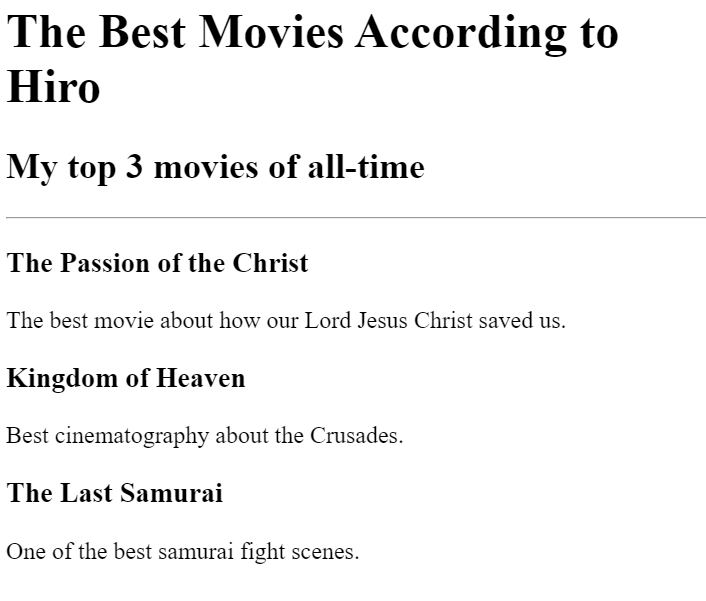 The Best Movies According to
Hiro
My top 3 movies of all-time
The Passion of the Christ
The best movie about how our Lord Jesus Christ saved us.
Kingdom of Heaven
Best cinematography about the Crusades.
The Last Samurai
One of the best samurai fight scenes.